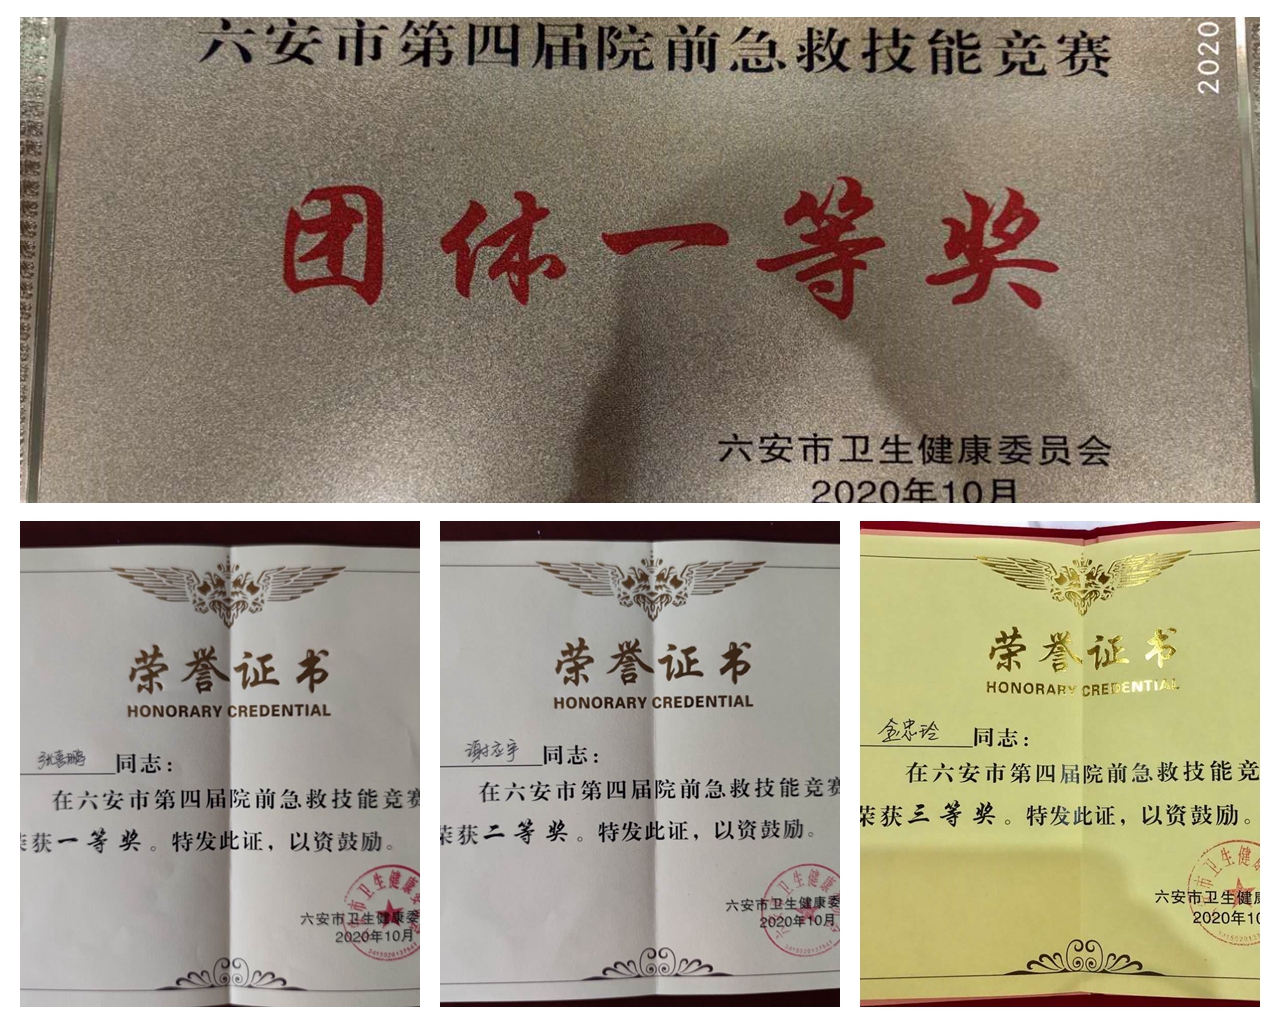 六安市第四届院前急救技能竞赛
2020
团体一等奖
六安市卫生健康委员会
2020年10月
荣誉证书
HONORARY CREDENTIAL
张喜鹏同志：
在六安市第四届院前急救技能竞赛
荣获一等奖。特发此证，以资鼓励。
六安市卫生健康委
2020年10月
荣誉证书
HONORARY CREDENTIAL
谢应宇同志：
在六安市第四届院前急救技能竞赛
荣获二等奖。特发此证，以资鼓励。
六安市卫生健康委
2020年10月
荣誉证书
HONORARY CREDENTIAL
金忠玲同志：
在六安市第四届院前急救技能竞
荣获三等奖。特发此证，以资鼓励。
六安市卫生健
2020年10